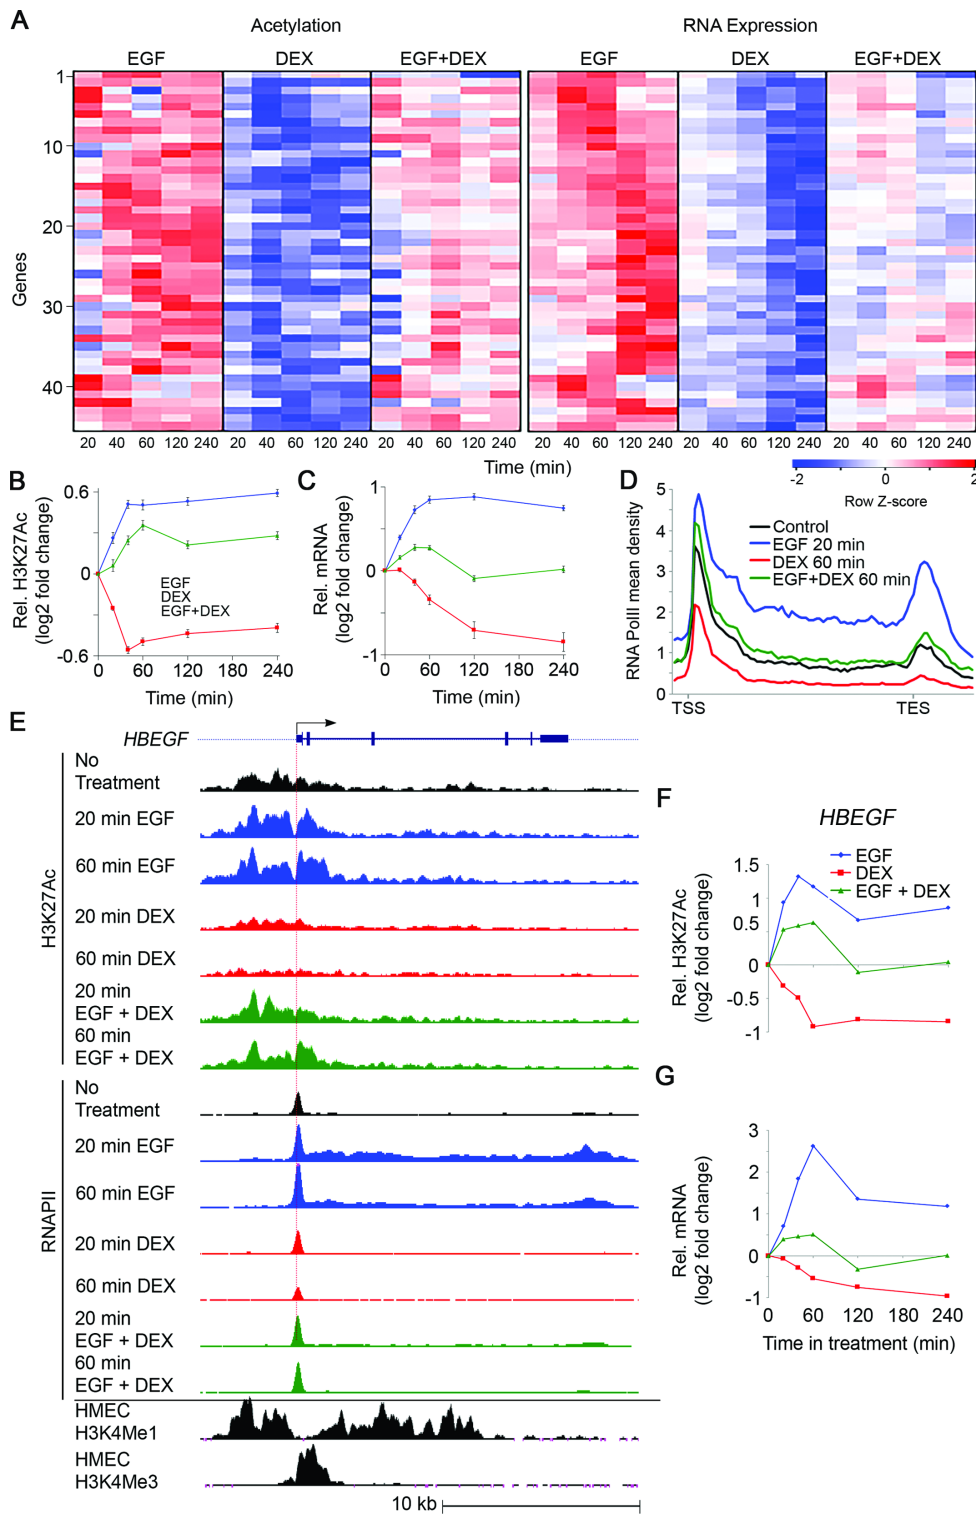 A
Acetylation
RNA Expression
EGF DEX EGF+DEX EGF DEX EGF+DEX
Genes
1
10
20
30
40
20 40 60 120 240 20 40 60 120 240 20 40 60 120 240 20 40 60 120 240 20 40 60 120 240 20 40 60 120 240
Time (min)
-2 0 2
Row Z-score
B
Rel. H3K27Ac
(log2 fold change)
0.6
0
-0.6
EGF
DEX
EGF+DEX
0 60 120 180 240
Time (min)
C
Rel. mRNA
(log2 fold change)
1
0
-1
0 60 120 180 240
Time (min)
D
RNA PolII mean density
5
4
3
2
1
0
Control
EGF 20 min
DEX 60 min
EGF+DEX 60 min
TSS TES
E
HBEGF
H3K27Ac
No
Treatment
20 min EGF
60 min EGF
20 min DEX
60 min DEX
20 min
EGF + DEX
60 min
EGF + DEX
RNAPII
No
Treatment
20 min EGF
60 min EGF
20 min DEX
60 min DEX
20 min
EGF + DEX
60 min
EGF + DEX
HMEC
H3K4Me1
HMEC
H3K4Me3
10 kb
F
HBEGF
Rel. H3K27Ac
(log2 fold change)
1.5
1
0.5
0
-0.5
-1
EGF
DEX
EGF + DEX
G
Rel. mRNA
(log2 fold change)
3
2
1
0
-1
0 60 120 180 240
Time in treatment (min)